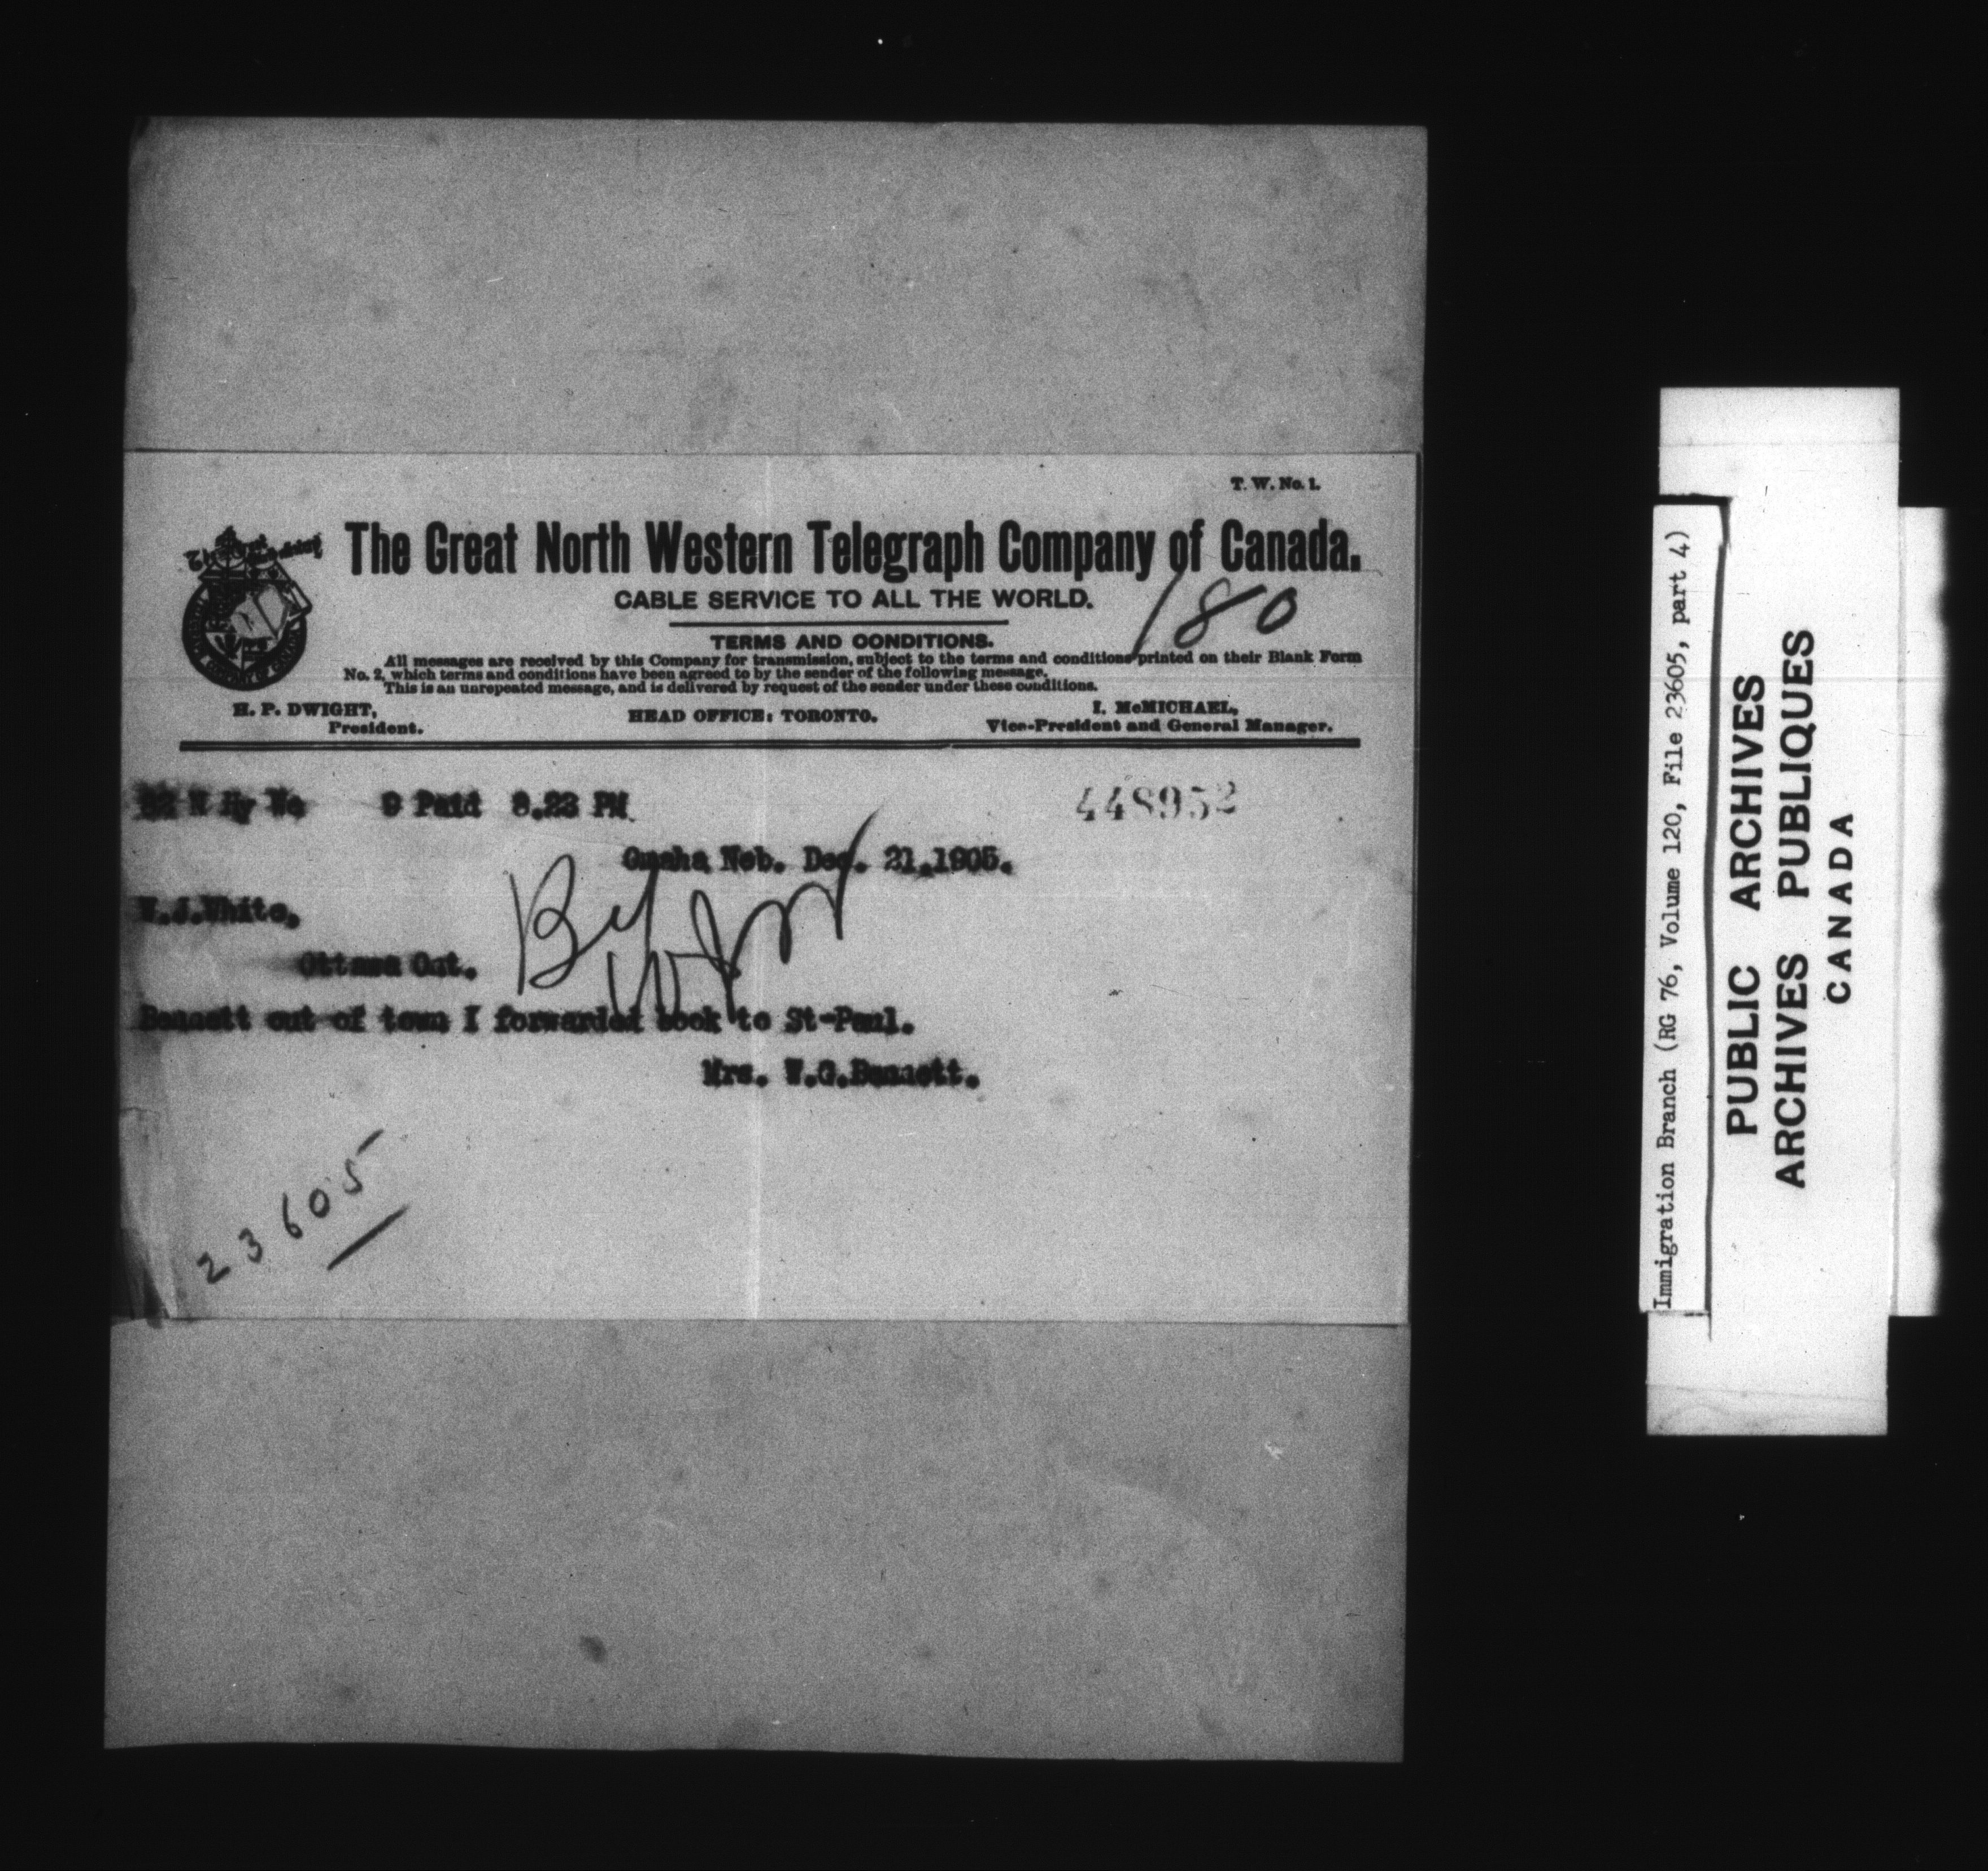 T. W. No. 1.
The Great North Western Telegraph Company of Canada.
CABLE SERVICE TO ALL THE WORLD.
180
TERMS AND CONDITIONS.
All messages are received by this Company for transmission, subject to the terms and conditions printed on their Blank Form
No. 2, which terms and conditions have been agreed to by the sender of the following message.
This is an unrepeated message, and is delivered by request of the sender under these conditions.
H. P. DWIGHT,
President.
HEAD OFFICE: TORONTO.
I. McMICHAEL,
Vice-President and General Manager.
82 N Hy 9 Paid 8.23 PM
448952
Omaha Neb. Dec. 21,1905.
W.J.White,
Ottawa Ont.
Bennett out of town I forwarded book to St-Paul.
Mrs. W.G.Bennett.
23605
Immigration Branch (RG 76, Volume 120, File 23605, part 4)
PUBLIC ARCHIVES
ARCHIVES PUBLIQUES
CANADA